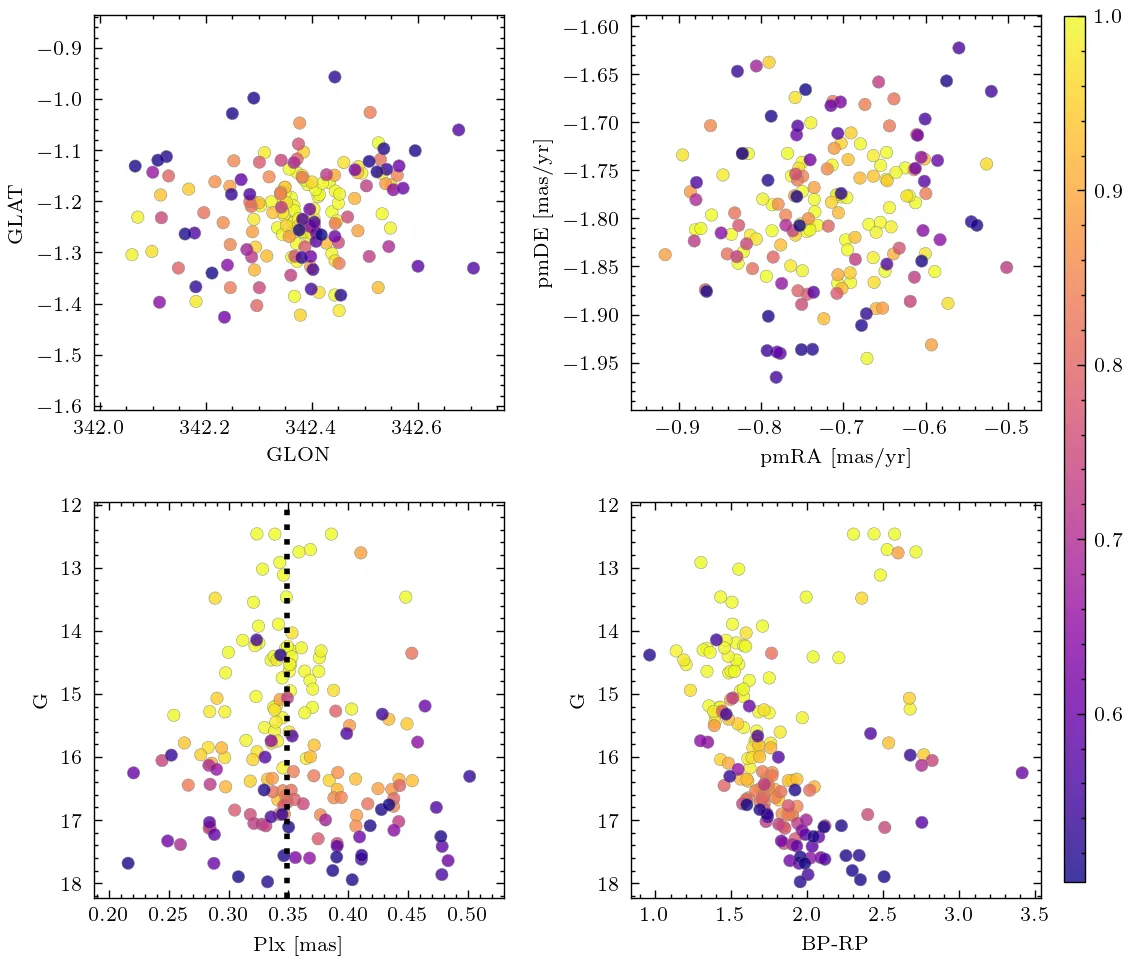 −0.9
−1.0
−1.1
−1.2
−1.3
−1.4
−1.5
−1.6
GLAT
342.0 342.2 342.4 342.6
GLON
−1.60
−1.65
−1.70
−1.75
−1.80
−1.85
−1.90
−1.95
pmDE [mas/yr]
−0.9 −0.8 −0.7 −0.6 −0.5
pmRA [mas/yr]
12
13
14
15
16
17
18
G
0.20 0.25 0.30 0.35 0.40 0.45 0.50
Plx [mas]
12
13
14
15
16
17
18
G
1.0 1.5 2.0 2.5 3.0 3.5
BP-RP
1.0
0.9
0.8
0.7
0.6